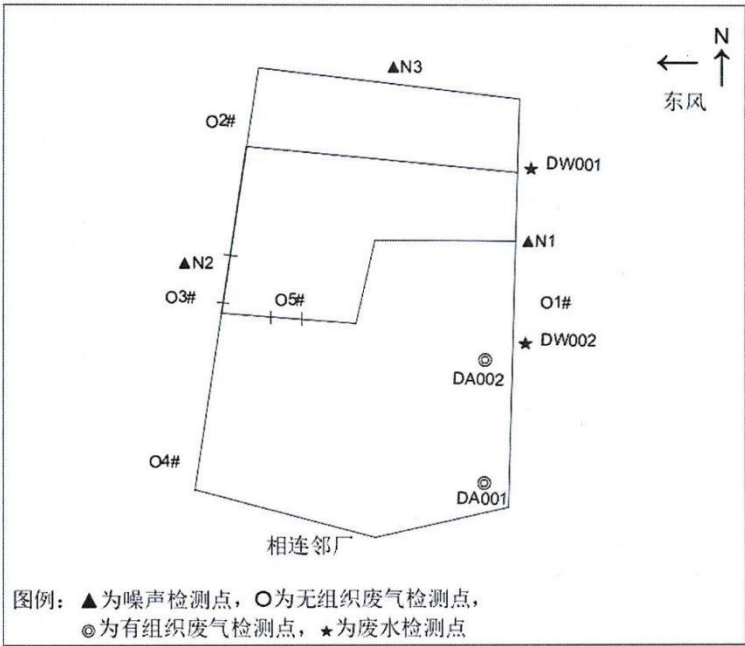 ▲N3
N
东风
O2#
★ DW001
▲N1
▲N2
O3#
O5#
O1#
★ DW002
◎
DA002
O4#
◎
DA001
相连邻厂
图例： ▲为噪声检测点，O为无组织废气检测点，
◎为有组织废气检测点，★为废水检测点